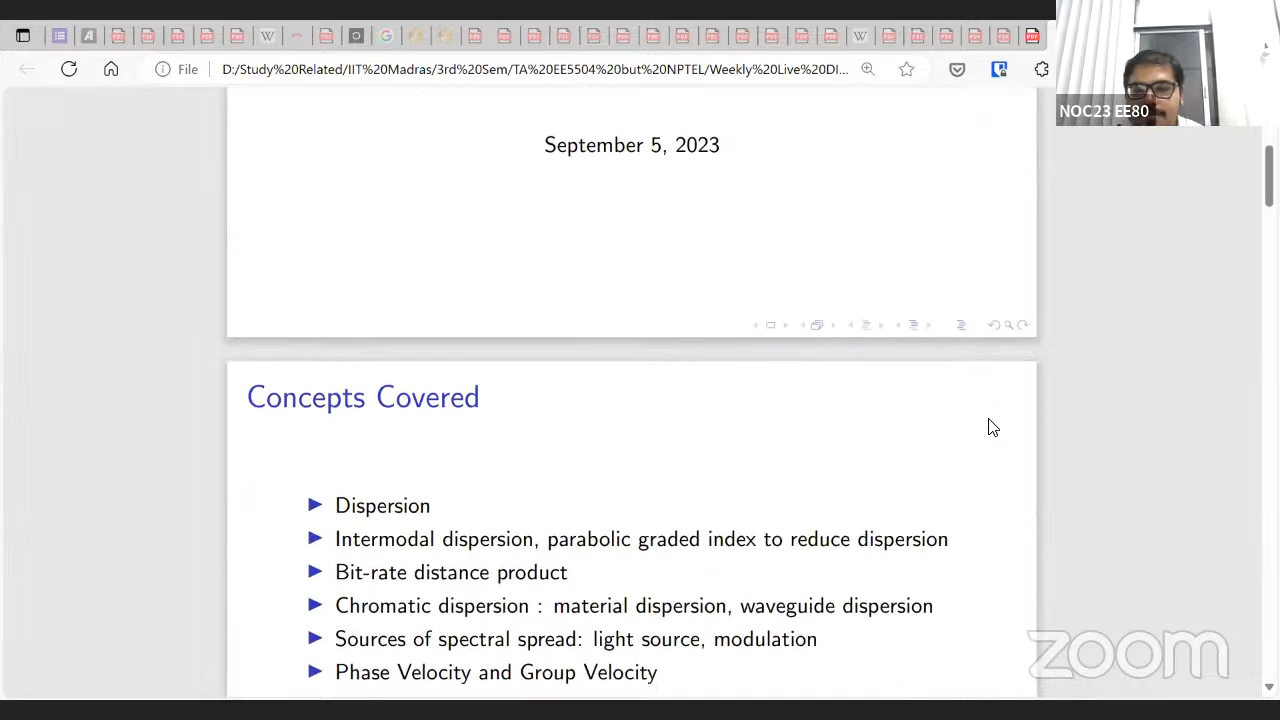 File
D:/Study%20Related/IIT%20Madras/3rd%20Sem/TA%20EE5504%20but%20NPTEL/Weekly%20Live%20DI...
NOC23 EE80
September 5, 2023
Concepts Covered
Dispersion
Intermodal dispersion, parabolic graded index to reduce dispersion
Bit-rate distance product
Chromatic dispersion : material dispersion, waveguide dispersion
Sources of spectral spread: light source, modulation
Phase Velocity and Group Velocity
zoom